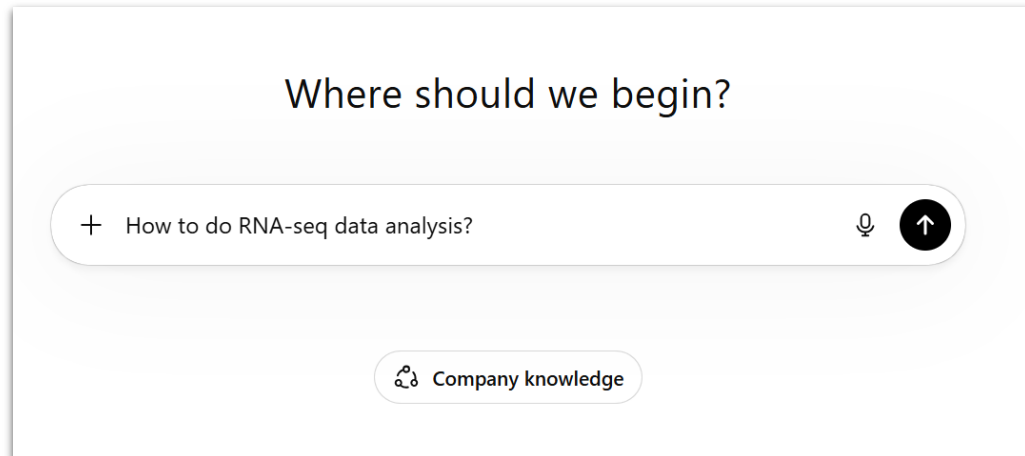 Where should we begin?
How to do RNA-seq data analysis?
Company knowledge